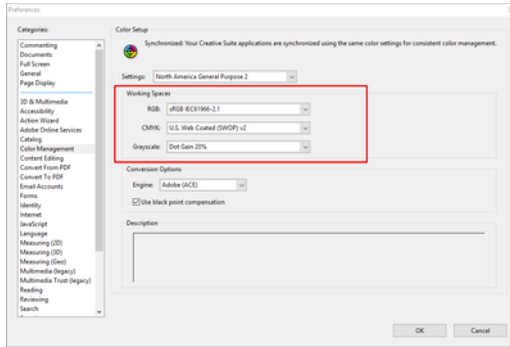 Preferences
Categories:
Commenting
Documents
Full Screen
General
Page Display
3D & Multimedia
Accessibility
Action Wizard
Adobe Online Services
Catalog
Color Management
Content Editing
Convert From PDF
Convert To PDF
Email Accounts
Forms
Identity
Internet
JavaScript
Language
Measuring (2D)
Measuring (3D)
Measuring (Geo)
Multimedia (legacy)
Multimedia Trust (legacy)
Reading
Reviewing
Search
Color Setup
Synchronized: Your Creative Suite applications are synchronized using the same color settings for consistent color management.
Settings: North America General Purpose 2
Working Spaces
RGB: sRGB IEC61966-2.1
CMYK: U.S. Web Coated (SWOP) v2
Grayscale: Dot Gain 20%
Conversion Options
Engine: Adobe (ACE)
Use black point compensation
Description
OK Cancel